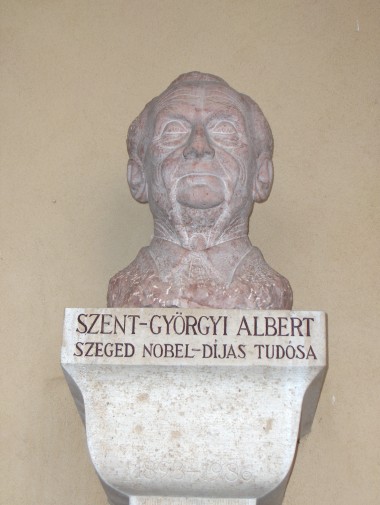 SZENT-GYÖRGYI ALBERT
SZEGED NOBEL-DÍJAS TUDÓSA